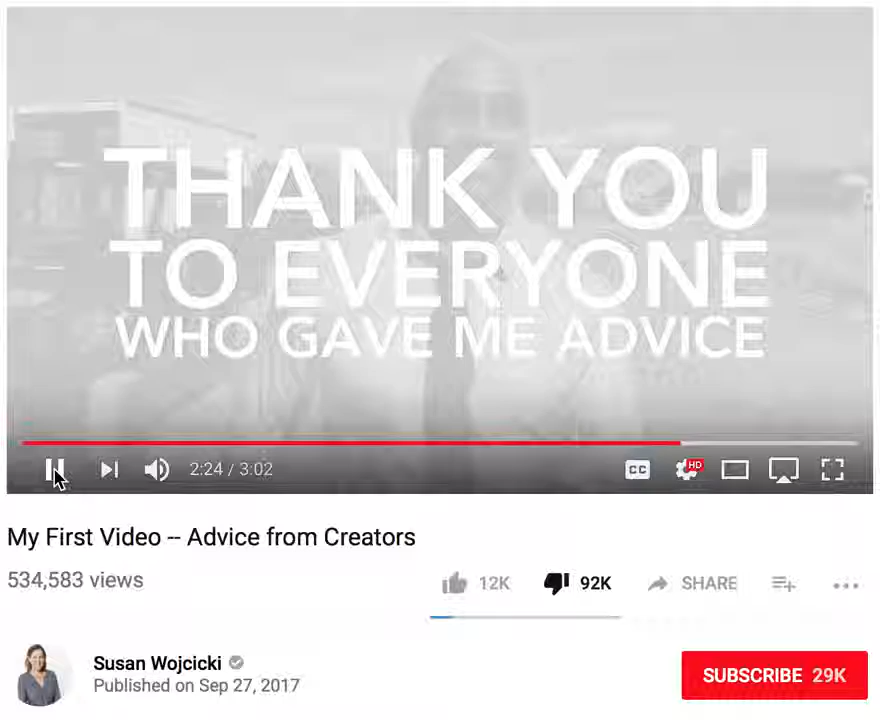 THANK YOU
TO EVERYONE
WHO GAVE ME ADVICE
2:24 / 3:02
CC
HD
My First Video -- Advice from Creators
534,583 views
12K
92K
SHARE
Susan Wojcicki
Published on Sep 27, 2017
SUBSCRIBE 29K